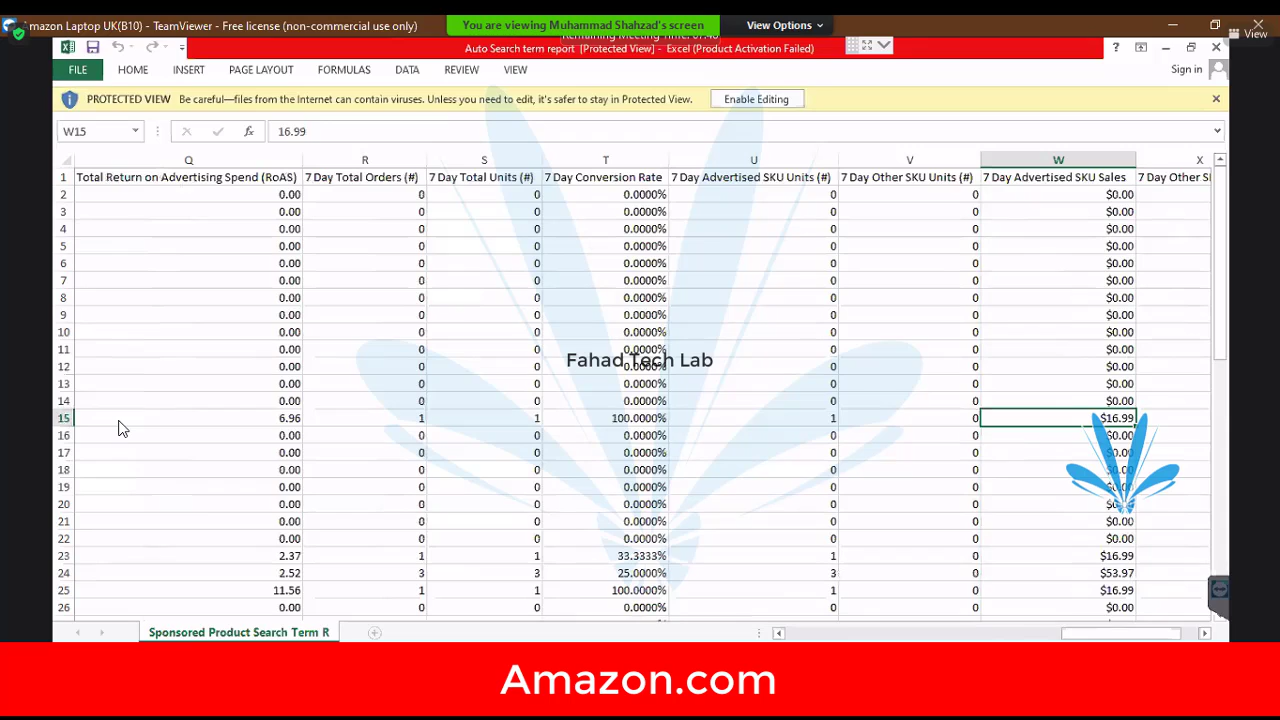 Amazon Laptop UK(B10) - TeamViewer - Free license (non-commercial use only)
You are viewing Muhammad Shahzad's screen
View Options
View
Auto Search term report [Protected View] - Excel (Product Activation Failed)
FILE HOME INSERT PAGE LAYOUT FORMULAS DATA REVIEW VIEW
Sign in
PROTECTED VIEW Be careful—files from the Internet can contain viruses. Unless you need to edit, it's safer to stay in Protected View. Enable Editing
W15 fx 16.99
Q R S T U V W X
1 Total Return on Advertising Spend (RoAS) 7 Day Total Orders (#) 7 Day Total Units (#) 7 Day Conversion Rate 7 Day Advertised SKU Units (#) 7 Day Other SKU Units (#) 7 Day Advertised SKU Sales 7 Day Other
2 0.00 0 0 0.0000% 0 0 $0.00
3 0.00 0 0 0.0000% 0 0 $0.00
4 0.00 0 0 0.0000% 0 0 $0.00
5 0.00 0 0 0.0000% 0 0 $0.00
6 0.00 0 0 0.0000% 0 0 $0.00
7 0.00 0 0 0.0000% 0 0 $0.00
8 0.00 0 0 0.0000% 0 0 $0.00
9 0.00 0 0 0.0000% 0 0 $0.00
10 0.00 0 0 0.0000% 0 0 $0.00
11 0.00 0 0 0.0000% 0 0 $0.00
Fahad Tech Lab
12 0.00 0 0 0.0000% 0 0 $0.00
13 0.00 0 0 0.0000% 0 0 $0.00
14 0.00 0 0 0.0000% 0 0 $0.00
15 6.96 1 1 100.0000% 1 0 $16.99
16 0.00 0 0 0.0000% 0 0 $0.00
17 0.00 0 0 0.0000% 0 0 $0.00
18 0.00 0 0 0.0000% 0 0 $0.00
19 0.00 0 0 0.0000% 0 0
20 0.00 0 0 0.0000% 0 0
21 0.00 0 0 0.0000% 0 0 $0.00
22 0.00 0 0 0.0000% 0 0 $0.00
23 2.37 1 1 33.3333% 1 0 $16.99
24 2.52 3 3 25.0000% 3 0 $53.97
25 11.56 1 1 100.0000% 1 0 $16.99
26 0.00 0 0 0.0000% 0 0 $0.00
Sponsored Product Search Term R
Amazon.com